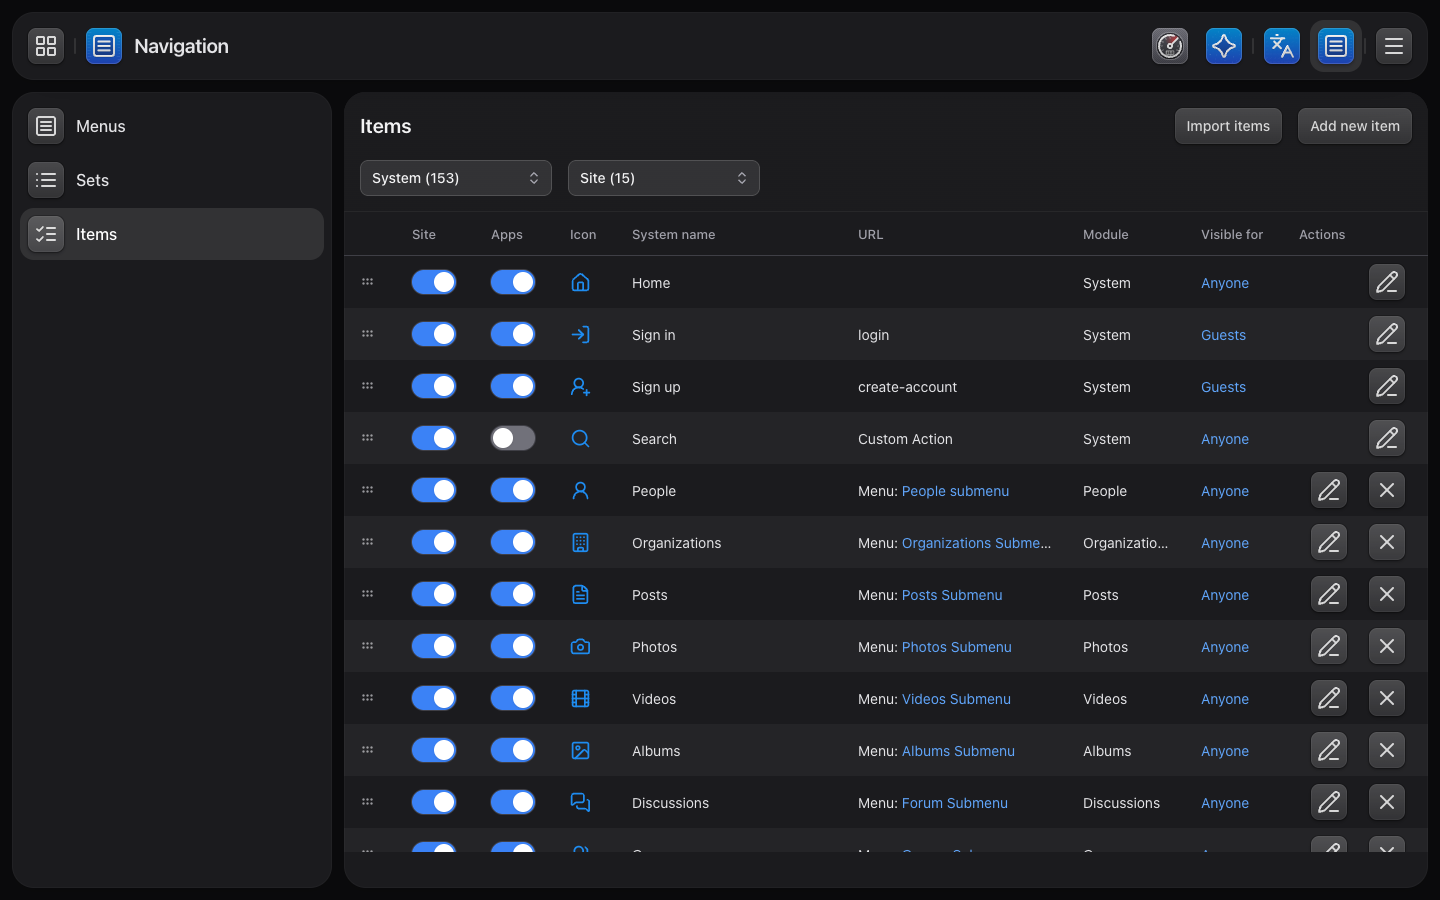 Navigation
Menus
Sets
Items
Items
Import items
Add new item
System (153)
Site (15)
Site Apps Icon System name URL Module Visible for Actions
Home System Anyone
Sign in login System Guests
Sign up create-account System Guests
Search Custom Action System Anyone
People Menu: People submenu People Anyone
Organizations Menu: Organizations Subme... Organizatio... Anyone
Posts Menu: Posts Submenu Posts Anyone
Photos Menu: Photos Submenu Photos Anyone
Videos Menu: Videos Submenu Videos Anyone
Albums Menu: Albums Submenu Albums Anyone
Discussions Menu: Forum Submenu Discussions Anyone